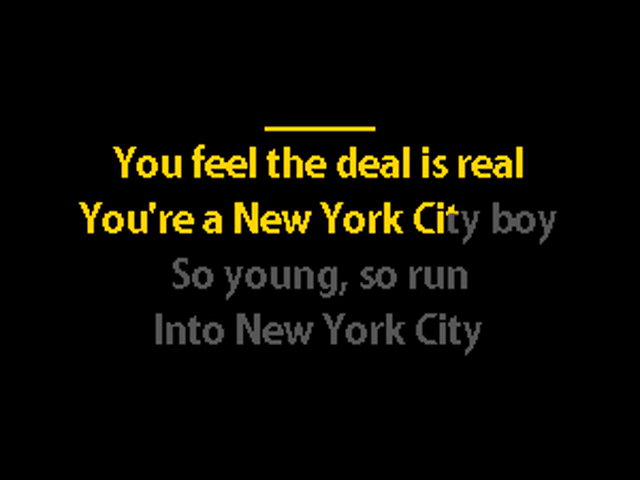 You feel the deal is real
You're a New York City boy
So young, so run
Into New York City